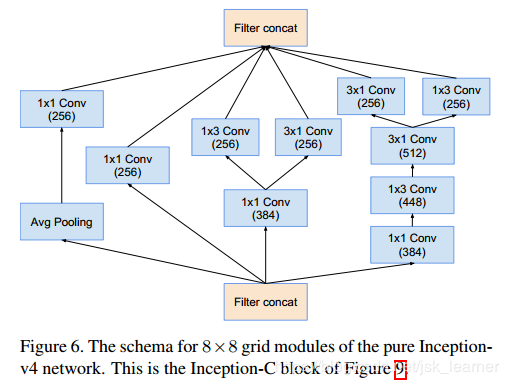 Filter concat
1x1 Conv
(256)
1x1 Conv
(256)
1x3 Conv
(256)
3x1 Conv
(256)
3x1 Conv
(256)
1x3 Conv
(256)
3x1 Conv
(512)
1x3 Conv
(448)
1x1 Conv
(384)
1x1 Conv
(384)
Avg Pooling
Filter concat
Figure 6. The schema for 8×8 grid modules of the pure Inception-
v4 network. This is the Inception-C block of Figure 9.
et/jsk_learner